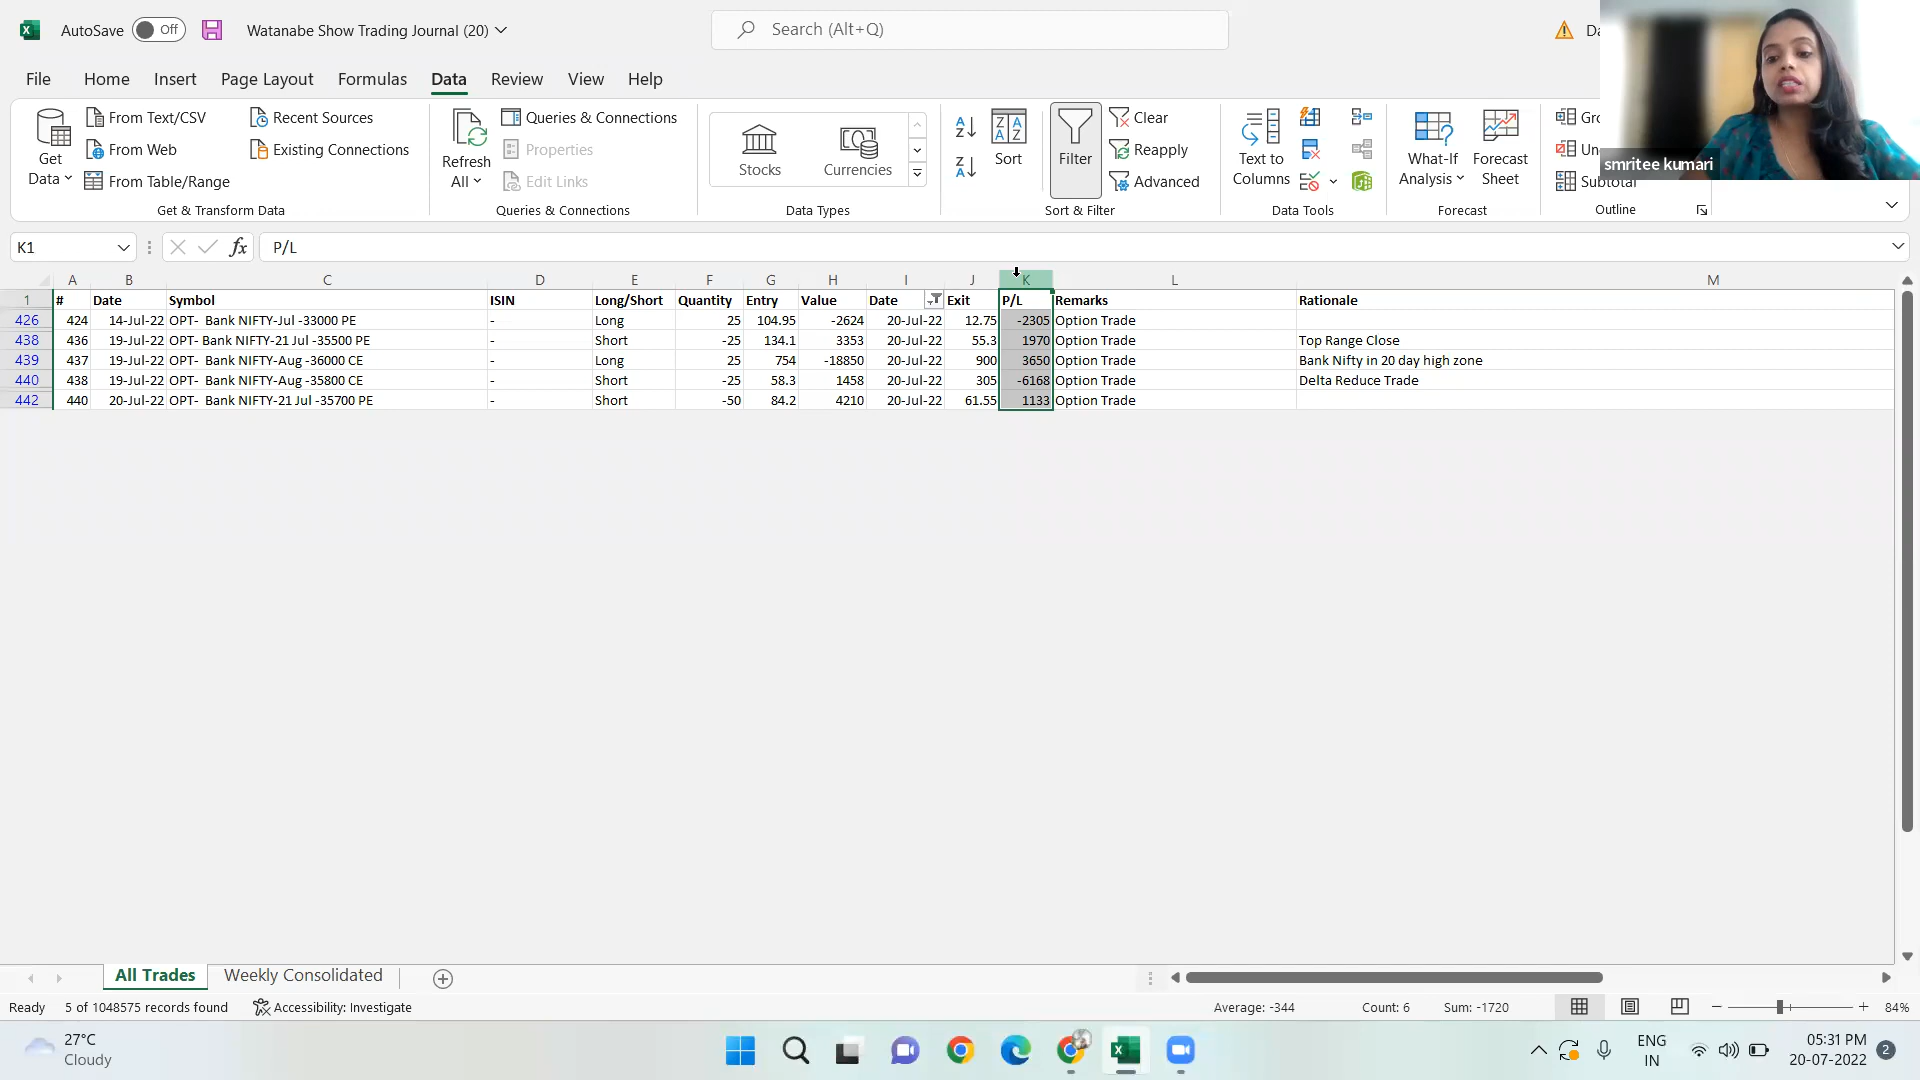 AutoSave Off Watanabe Show Trading Journal (20) Search (Alt+Q)
File Home Insert Page Layout Formulas Data Review View Help
Get Data From Text/CSV Recent Sources Refresh All Queries & Connections Stocks Currencies Sort Filter Clear Text to Columns What-If Analysis Forecast Sheet
From Web Existing Connections Properties Reapply
From Table/Range Edit Links Advanced Subtotal
smritee kumari
Get & Transform Data Queries & Connections Data Types Sort & Filter Data Tools Forecast Outline
K1 fx P/L
A B C D E F G H I J K L M
1 # Date Symbol ISIN Long/Short Quantity Entry Value Date Exit P/L Remarks Rationale
426 424 14-Jul-22 OPT- Bank NIFTY-Jul -33000 PE - Long 25 104.95 -2624 20-Jul-22 12.75 -2305 Option Trade
438 436 19-Jul-22 OPT- Bank NIFTY-21 Jul -35500 PE - Short -25 134.1 3353 20-Jul-22 55.3 1970 Option Trade Top Range Close
439 437 19-Jul-22 OPT- Bank NIFTY-Aug -36000 CE - Long 25 754 -18850 20-Jul-22 900 3650 Option Trade Bank Nifty in 20 day high zone
440 438 19-Jul-22 OPT- Bank NIFTY-Aug -35800 CE - Short -25 58.3 1458 20-Jul-22 305 -6168 Option Trade Delta Reduce Trade
442 440 20-Jul-22 OPT- Bank NIFTY-21 Jul -35700 PE - Short -50 84.2 4210 20-Jul-22 61.55 1133 Option Trade
All Trades Weekly Consolidated
Ready 5 of 1048575 records found Accessibility: Investigate Average: -344 Count: 6 Sum: -1720 84%
27°C ENG 05:31 PM
Cloudy IN 20-07-2022 2